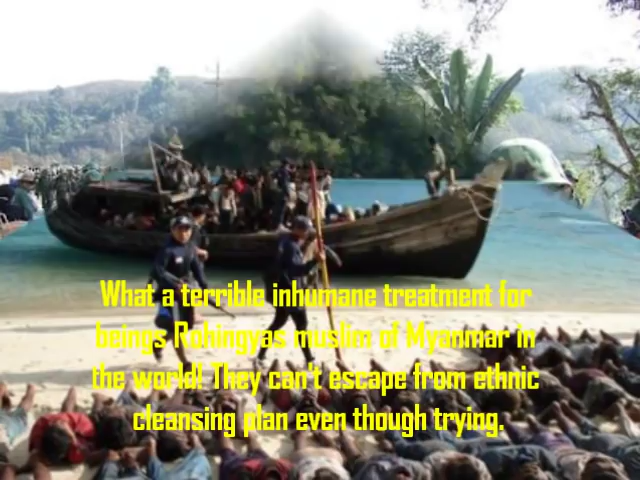 What a terrible inhumane treatment for
beings Rohingyas muslim of Myanmar in
the world! They can't escape from ethnic
cleansing plan even though trying.